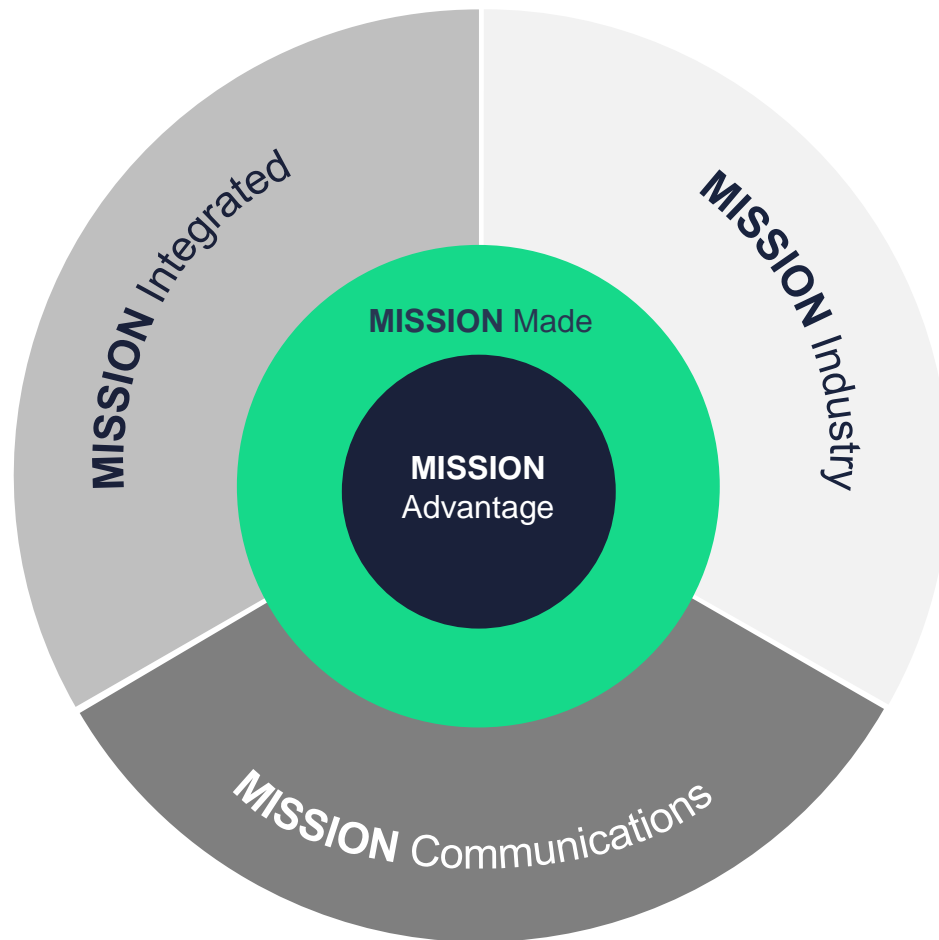 MISSION Integrated
MISSION Industry
MISSION Made
MISSION
Advantage
MISSION Communications